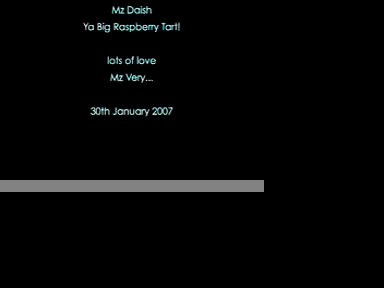 Mz Daish
Ya Big Raspberry Tart!
lots of love
Mz Very...
30th January 2007